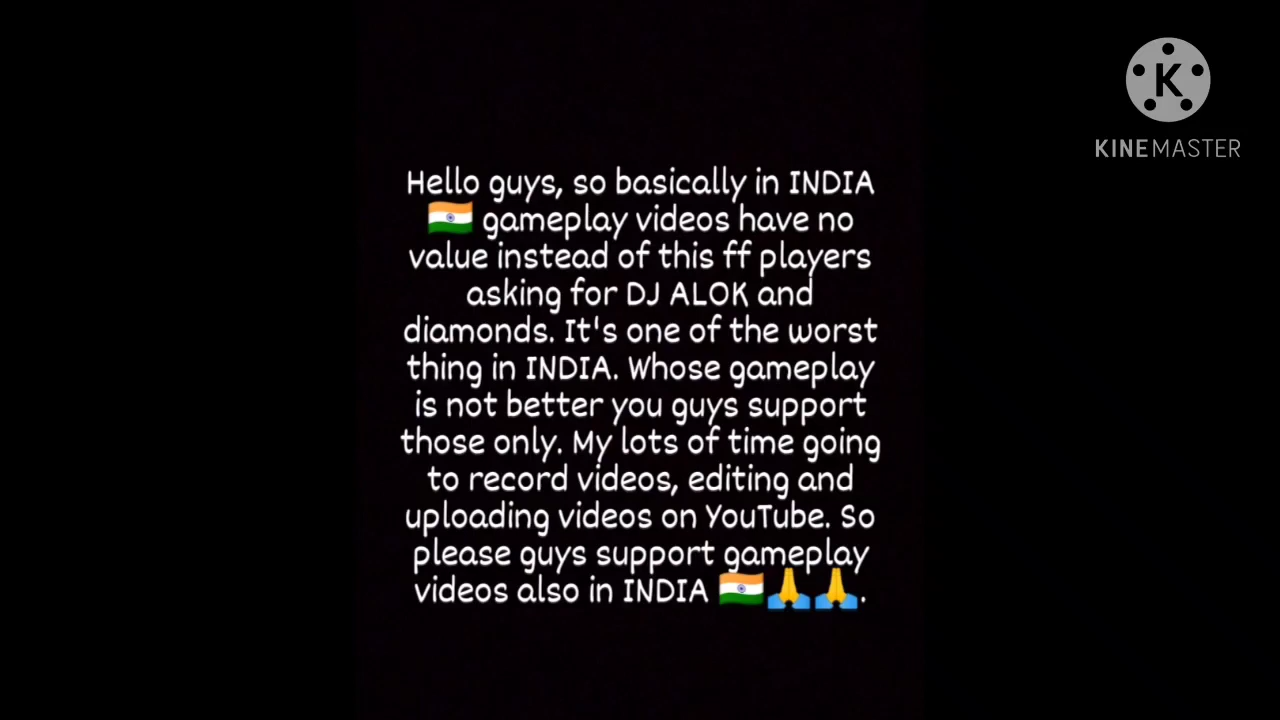 K
KINEMASTER
Hello guys, so basically in INDIA
🇮🇳 gameplay videos have no
value instead of this ff players
asking for DJ ALOK and
diamonds. It's one of the worst
thing in INDIA. Whose gameplay
is not better you guys support
those only. My lots of time going
to record videos, editing and
uploading videos on YouTube. So
please guys support gameplay
videos also in INDIA 🇮🇳🙏🙏.